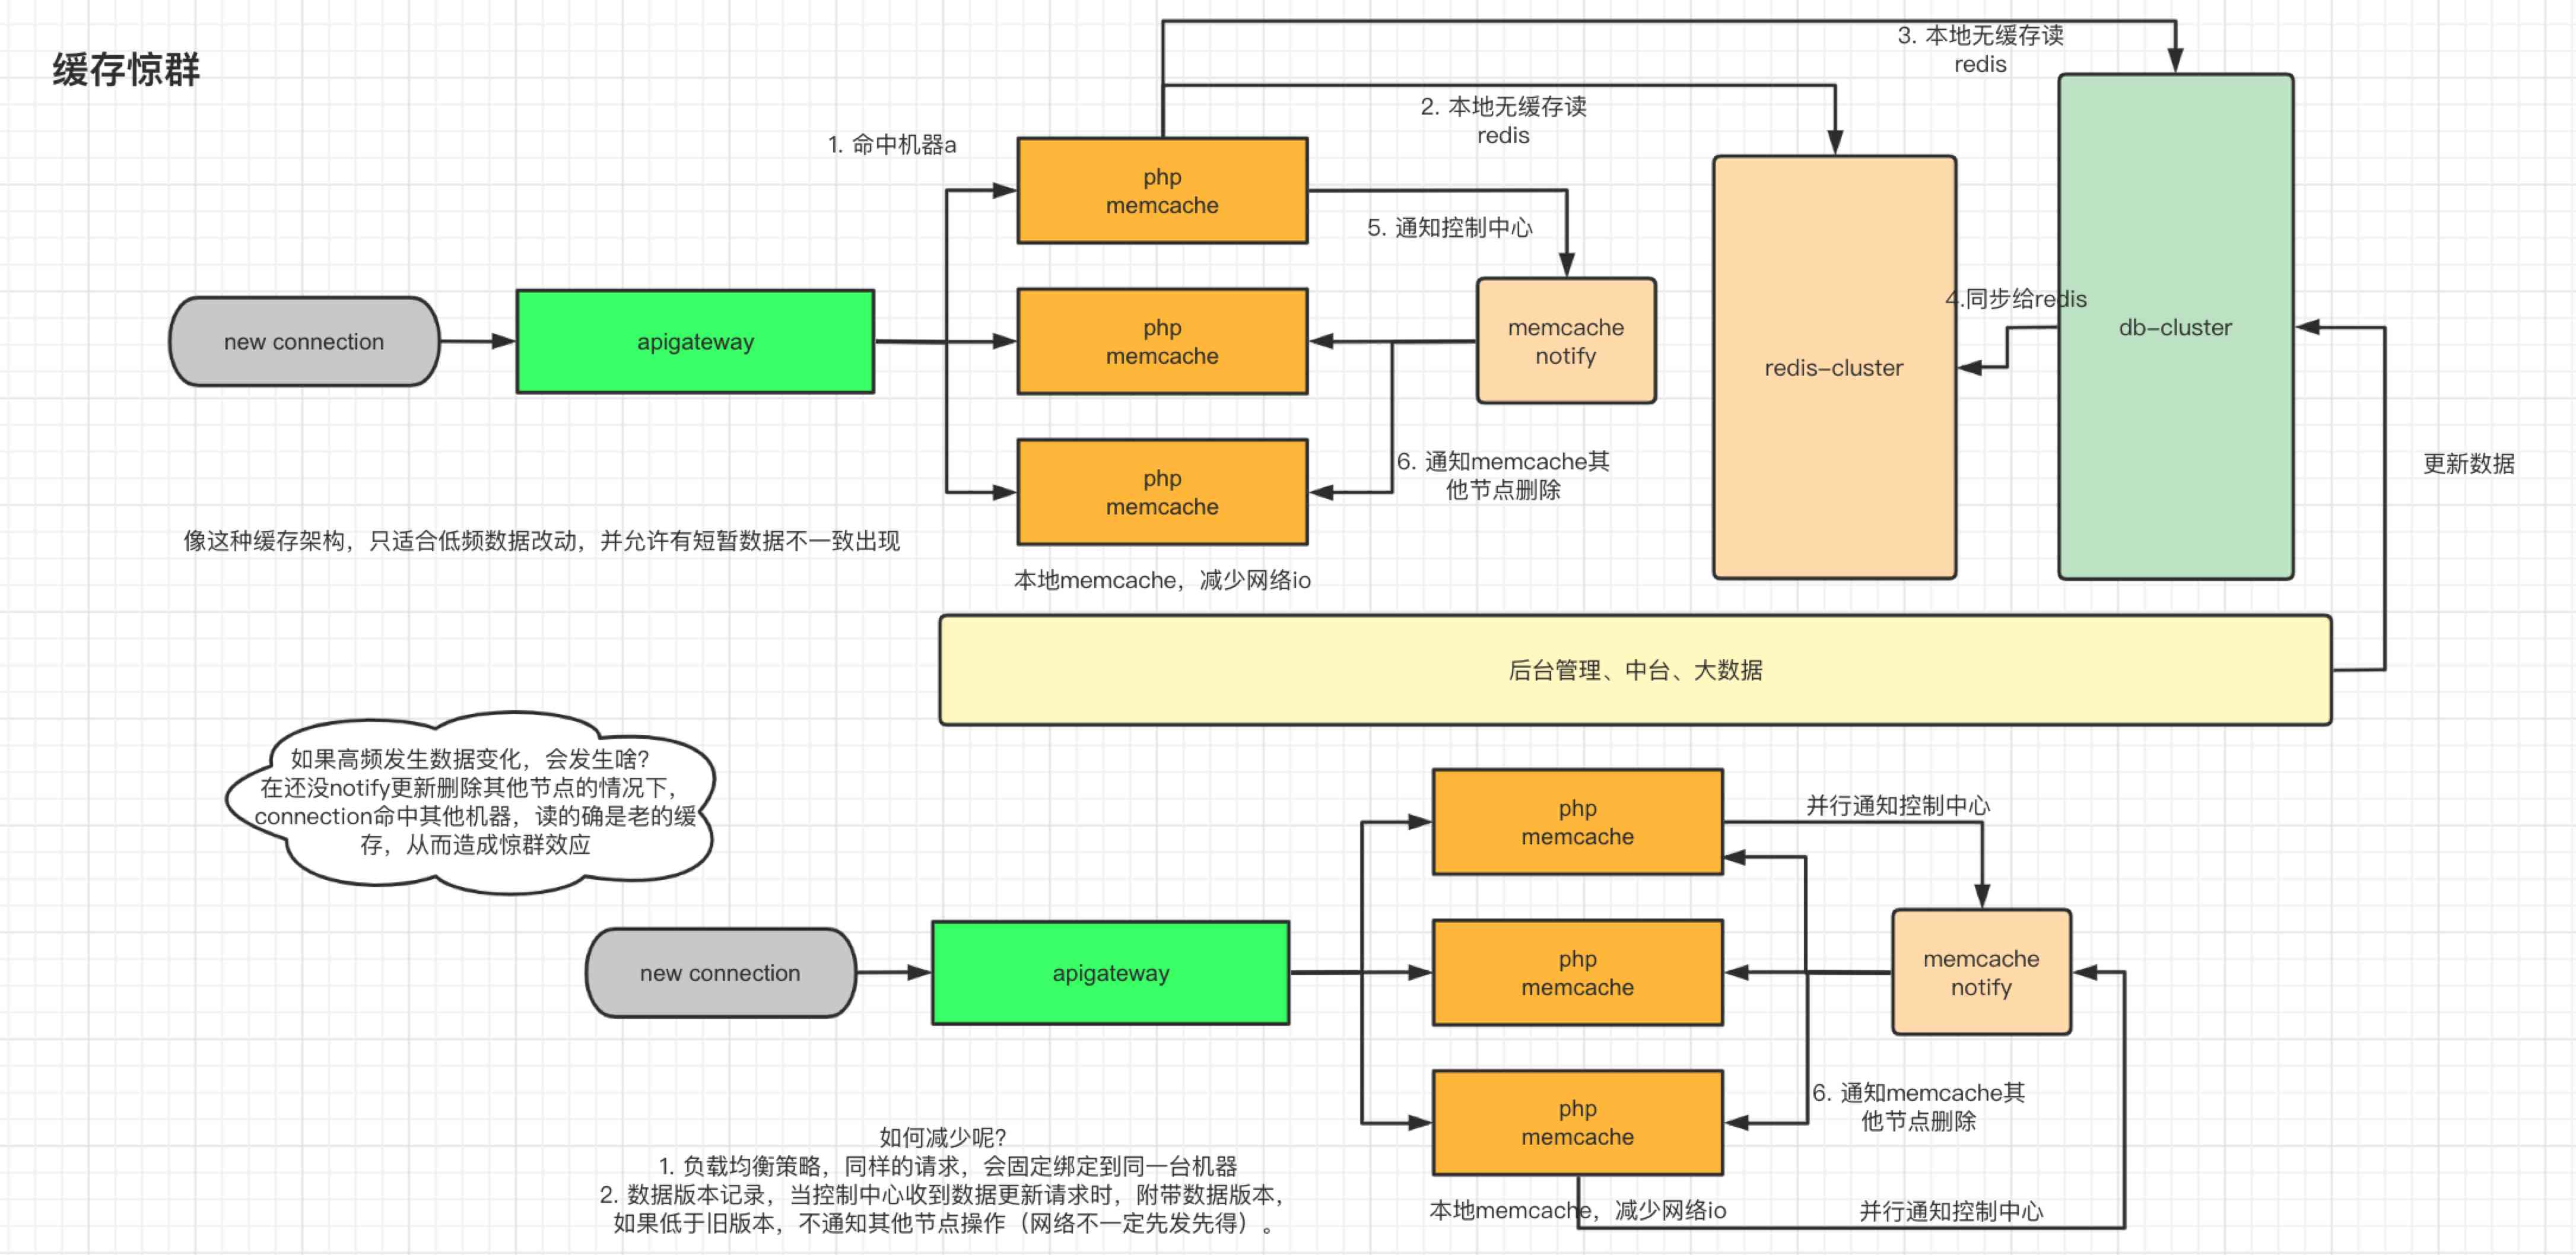 缓存惊群
3. 本地无缓存读
redis
2. 本地无缓存读
redis
1. 命中机器a
php
memcache
5. 通知控制中心
new connection
apigateway
php
memcache
memcache
notify
redis-cluster
4.同步给redis
db-cluster
php
memcache
6. 通知memcache其
他节点删除
更新数据
像这种缓存架构，只适合低频数据改动，并允许有短暂数据不一致出现
本地memcache，减少网络io
后台管理、中台、大数据
如果高频发生数据变化，会发生啥？
在还没notify更新删除其他节点的情况下，
connection命中其他机器，读的确是老的缓
存，从而造成惊群效应
php
memcache
并行通知控制中心
new connection
apigateway
php
memcache
memcache
notify
php
memcache
6. 通知memcache其
他节点删除
如何减少呢？
1. 负载均衡策略，同样的请求，会固定绑定到同一台机器
2. 数据版本记录，当控制中心收到数据更新请求时，附带数据版本，
如果低于旧版本，不通知其他节点操作（网络不一定先发先得）。
本地memcache，减少网络io
并行通知控制中心